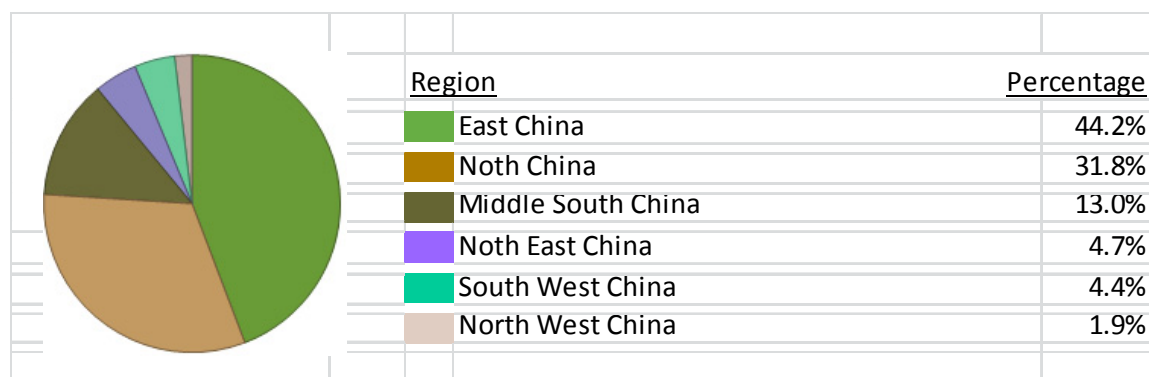 Region Percentage
East China 44.2%
Noth China 31.8%
Middle South China 13.0%
Noth East China 4.7%
South West China 4.4%
North West China 1.9%